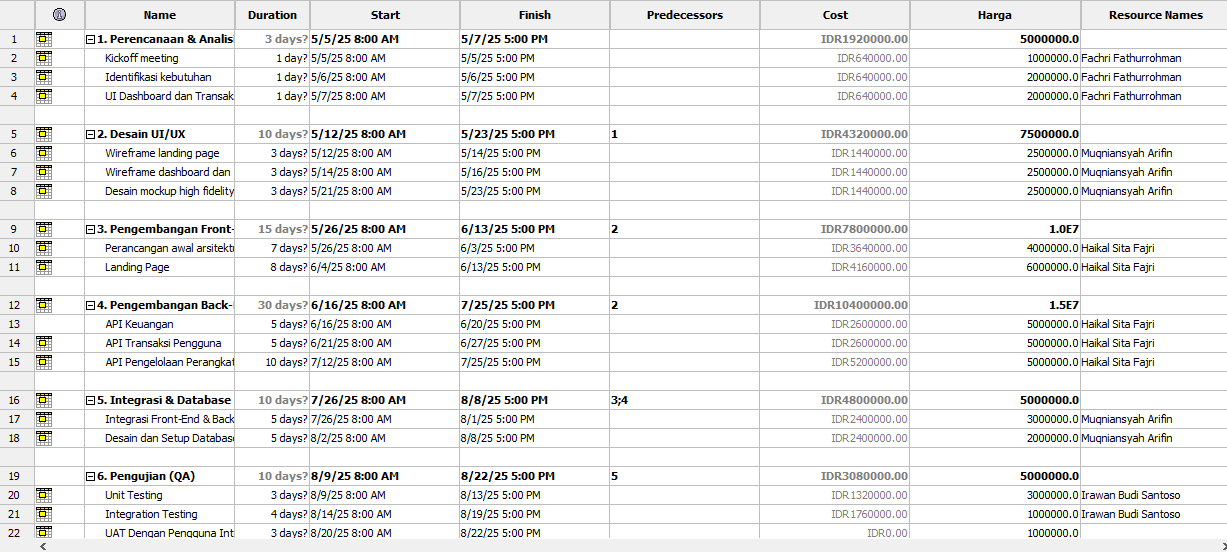 Name Duration Start Finish Predecessors Cost Harga Resource Names
1 1. Perencanaan & Analisi 3 days? 5/5/25 8:00 AM 5/7/25 5:00 PM IDR1920000.00 5000000.0
2 Kickoff meeting 1 day? 5/5/25 8:00 AM 5/5/25 5:00 PM IDR640000.00 1000000.0 Fachri Fathurrohman
3 Identifikasi kebutuhan 1 day? 5/6/25 8:00 AM 5/6/25 5:00 PM IDR640000.00 2000000.0 Fachri Fathurrohman
4 UI Dashboard dan Transak 1 day? 5/7/25 8:00 AM 5/7/25 5:00 PM IDR640000.00 2000000.0 Fachri Fathurrohman
5 2. Desain UI/UX 10 days? 5/12/25 8:00 AM 5/23/25 5:00 PM 1 IDR4320000.00 7500000.0
6 Wireframe landing page 3 days? 5/12/25 8:00 AM 5/14/25 5:00 PM IDR1440000.00 2500000.0 Muqniansyah Arifin
7 Wireframe dashboard dan 3 days? 5/14/25 8:00 AM 5/16/25 5:00 PM IDR1440000.00 2500000.0 Muqniansyah Arifin
8 Desain mockup high fidelity 3 days? 5/21/25 8:00 AM 5/23/25 5:00 PM IDR1440000.00 2500000.0 Muqniansyah Arifin
9 3. Pengembangan Front- 15 days? 5/26/25 8:00 AM 6/13/25 5:00 PM 2 IDR7800000.00 1.0E7
10 Perancangan awal arsitekt 7 days? 5/26/25 8:00 AM 6/3/25 5:00 PM IDR3640000.00 4000000.0 Haikal Sita Fajri
11 Landing Page 8 days? 6/4/25 8:00 AM 6/13/25 5:00 PM IDR4160000.00 6000000.0 Haikal Sita Fajri
12 4. Pengembangan Back- 30 days? 6/16/25 8:00 AM 7/25/25 5:00 PM 2 IDR10400000.00 1.5E7
13 API Keuangan 5 days? 6/16/25 8:00 AM 6/20/25 5:00 PM IDR2600000.00 5000000.0 Haikal Sita Fajri
14 API Transaksi Pengguna 5 days? 6/21/25 8:00 AM 6/27/25 5:00 PM IDR2600000.00 5000000.0 Haikal Sita Fajri
15 API Pengelolaan Perangkat 10 days? 7/12/25 8:00 AM 7/25/25 5:00 PM IDR5200000.00 5000000.0 Haikal Sita Fajri
16 5. Integrasi & Database 10 days? 7/26/25 8:00 AM 8/8/25 5:00 PM 3;4 IDR4800000.00 5000000.0
17 Integrasi Front-End & Back 5 days? 7/26/25 8:00 AM 8/1/25 5:00 PM IDR2400000.00 3000000.0 Muqniansyah Arifin
18 Desain dan Setup Database 5 days? 8/2/25 8:00 AM 8/8/25 5:00 PM IDR2400000.00 2000000.0 Muqniansyah Arifin
19 6. Pengujian (QA) 10 days? 8/9/25 8:00 AM 8/22/25 5:00 PM 5 IDR3080000.00 5000000.0
20 Unit Testing 3 days? 8/9/25 8:00 AM 8/13/25 5:00 PM IDR1320000.00 3000000.0 Irawan Budi Santoso
21 Integration Testing 4 days? 8/14/25 8:00 AM 8/19/25 5:00 PM IDR1760000.00 1000000.0 Irawan Budi Santoso
22 UAT Dengan Pengguna Int 3 days? 8/20/25 8:00 AM 8/22/25 5:00 PM IDR0.00 1000000.0